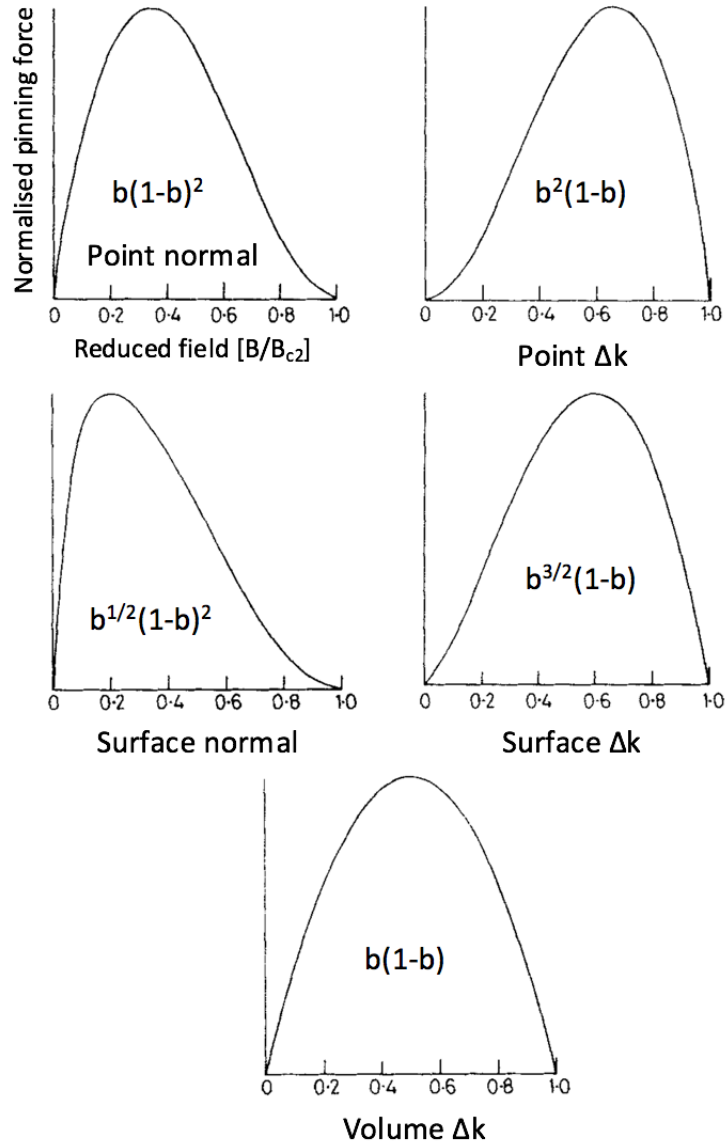 Normalised pinning force
b(1-b)²
Point normal
0 0·2 0·4 0·6 0·8 1·0
Reduced field [B/B_c2]
b²(1-b)
0 0·2 0·4 0·6 0·8 1·0
Point Δk
b^1/2(1-b)²
0 0·2 0·4 0·6 0·8 1·0
Surface normal
b^3/2(1-b)
0 0·2 0·4 0·6 0·8 1·0
Surface Δk
b(1-b)
0 0·2 0·4 0·6 0·8 1·0
Volume Δk